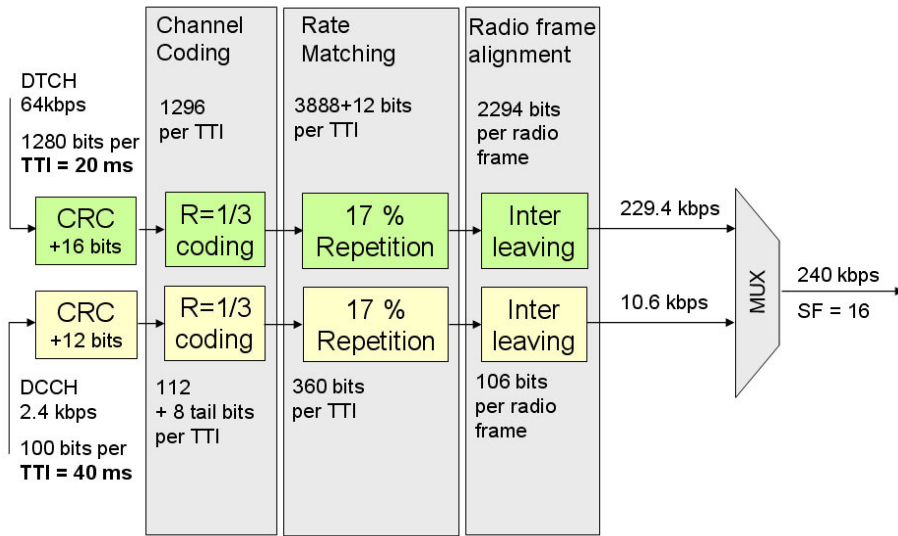 Channel
Coding
Rate
Matching
Radio frame
alignment
DTCH
64kbps
1280 bits per
TTI = 20 ms
1296
per TTI
3888+12 bits
per TTI
2294 bits
per radio
frame
CRC
+16 bits
R=1/3
coding
17 %
Repetition
Inter
leaving
229.4 kbps
CRC
+12 bits
R=1/3
coding
17 %
Repetition
Inter
leaving
10.6 kbps
MUX
240 kbps
SF = 16
DCCH
2.4 kbps
100 bits per
TTI = 40 ms
112
+ 8 tail bits
per TTI
360 bits
per TTI
106 bits
per radio
frame